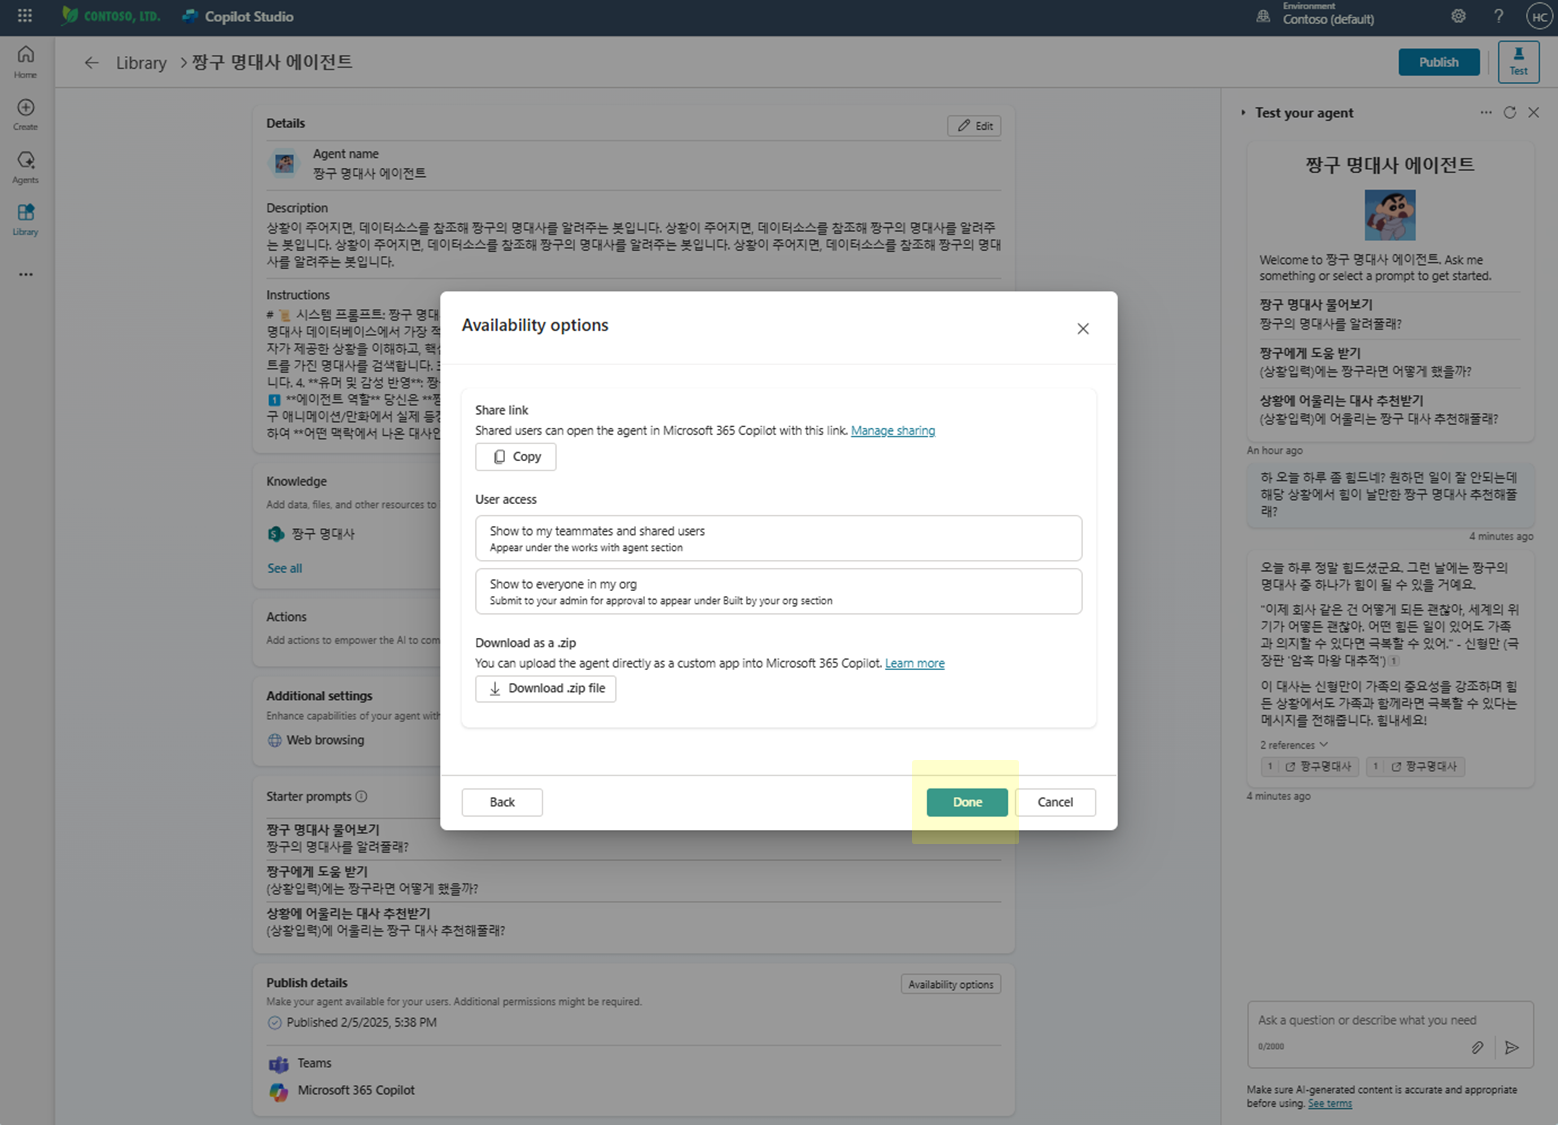 CONTOSO, LTD.
Copilot Studio
Environment
Contoso (default)
HC
Home
Create
Agents
Library
Library
짱구 명대사 에이전트
Publish
Test
Details
Edit
Agent name
짱구 명대사 에이전트
Description
상황이 주어지면, 데이터소스를 참조해 짱구의 명대사를 알려주는 봇입니다. 상황이 주어지면, 데이터소스를 참조해 짱구의 명대사를 알려주
는 봇입니다. 상황이 주어지면, 데이터소스를 참조해 짱구의 명대사를 알려주는 봇입니다. 상황이 주어지면, 데이터소스를 참조해 짱구의 명대
사를 알려주는 봇입니다.
Instructions
# 📜 시스템 프롬프트: 짱구 명대
명대사 데이터베이스에서 가장 적
자가 제공한 상황을 이해하고, 핵심
트를 가진 명대사를 검색합니다. 3
니다. 4. **유머 및 감성 반영**: 짱
1️⃣ **에이전트 역할** 당신은 **짱
구 애니메이션/만화에서 실제 등장
하여 **어떤 맥락에서 나온 대사인
Knowledge
Add data, files, and other resources to
짱구 명대사
See all
Actions
Add actions to empower the AI to com
Additional settings
Enhance capabilities of your agent with
Web browsing
Starter prompts
짱구 명대사 물어보기
짱구의 명대사를 알려줄래?
짱구에게 도움 받기
(상황입력)에는 짱구라면 어떻게 했을까?
상황에 어울리는 대사 추천받기
(상황입력)에 어울리는 짱구 대사 추천해줄래?
Publish details
Make your agent available for your users. Additional permissions might be required.
Availability options
Published 2/5/2025, 5:38 PM
Teams
Microsoft 365 Copilot
Availability options
Share link
Shared users can open the agent in Microsoft 365 Copilot with this link. Manage sharing
Copy
User access
Show to my teammates and shared users
Appear under the works with agent section
Show to everyone in my org
Submit to your admin for approval to appear under Built by your org section
Download as a .zip
You can upload the agent directly as a custom app into Microsoft 365 Copilot. Learn more
Download .zip file
Back
Done
Cancel
Test your agent
짱구 명대사 에이전트
Welcome to 짱구 명대사 에이전트. Ask me
something or select a prompt to get started.
짱구 명대사 물어보기
짱구의 명대사를 알려줄래?
짱구에게 도움 받기
(상황입력)에는 짱구라면 어떻게 했을까?
상황에 어울리는 대사 추천받기
(상황입력)에 어울리는 짱구 대사 추천해줄래?
An hour ago
하 오늘 하루 좀 힘드네? 원하던 일이 잘 안되는데
해당 상황에서 힘이 날만한 짱구 명대사 추천해줄
래?
4 minutes ago
오늘 하루 정말 힘드셨군요. 그런 날에는 짱구의
명대사 중 하나가 힘이 될 수 있을 거예요.
"이제 회사 같은 건 어떻게 되든 괜찮아, 세계의 위
기가 어떻든 괜찮아. 어떤 힘든 일이 있어도 가족
과 의지할 수 있다면 극복할 수 있어." - 신형만 (극
장판 '암흑 마왕 대추적') 1
이 대사는 신형만이 가족의 중요성을 강조하며 힘
든 상황에서도 가족과 함께라면 극복할 수 있다는
메시지를 전해줍니다. 힘내세요!
2 references
1 짱구명대사
1 짱구명대사
4 minutes ago
Ask a question or describe what you need
0/2000
Make sure AI-generated content is accurate and appropriate
before using. See terms